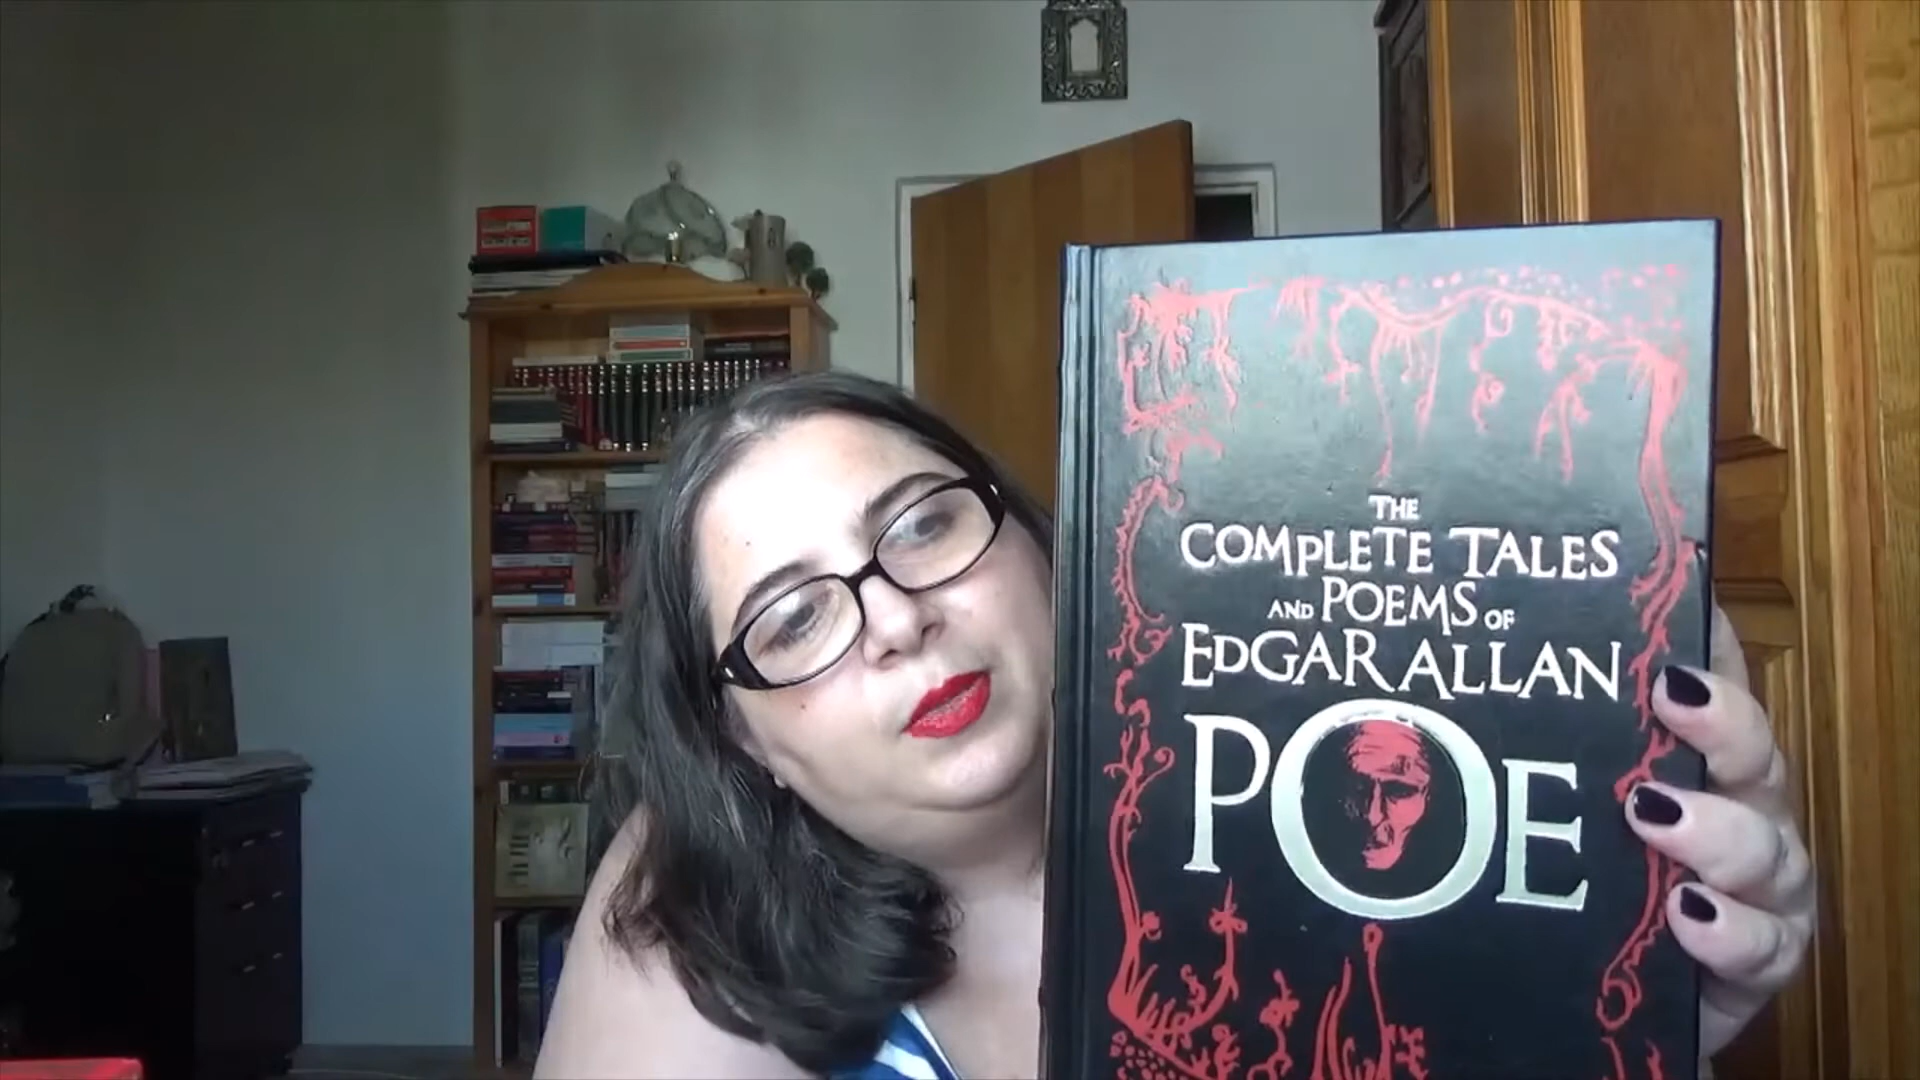 THE
COMPLETE TALES
AND POEMS OF
EDGAR ALLAN
POE